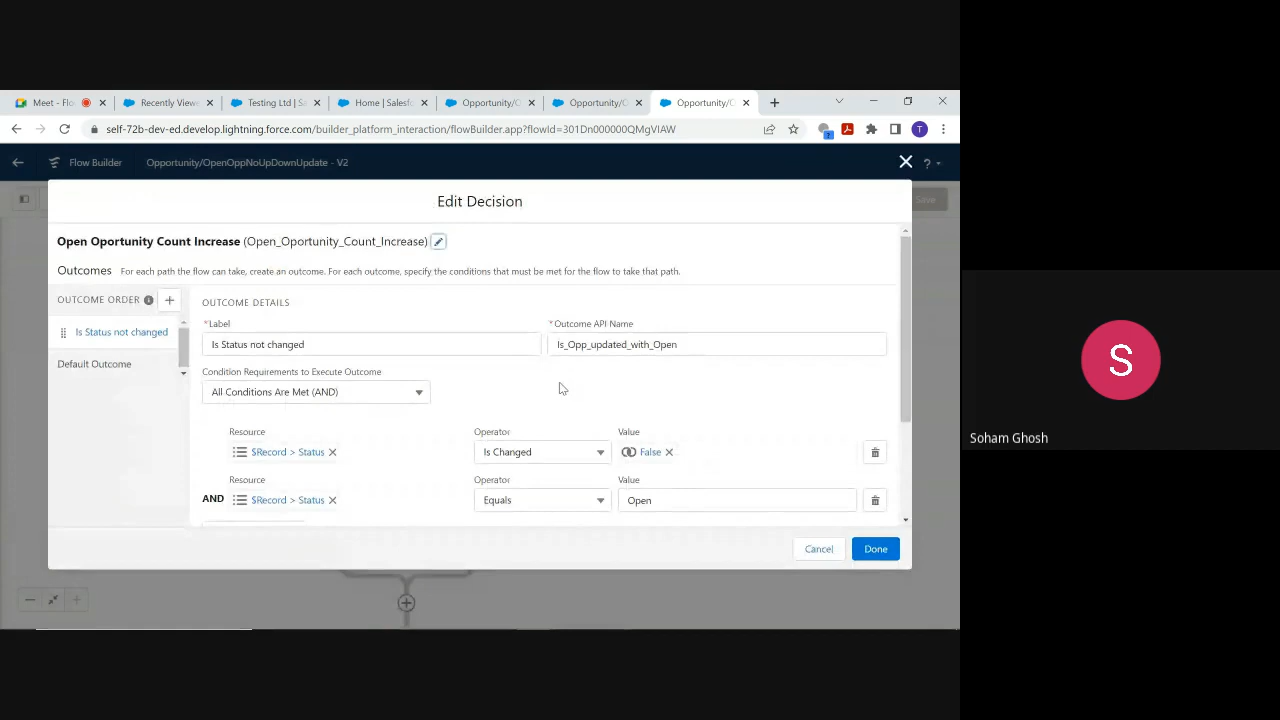 Meet - Flo
Recently View
Testing Ltd | S
Home | Salesf
Opportunity/O
Opportunity/O
Opportunity/O
self-72b-dev-ed.develop.lightning.force.com/builder_platform_interaction/flowBuilder.app?flowId=301Dn000000QMgVIAW
T
Flow Builder
Opportunity/OpenOppNoUpDownUpdate - V2
?
Save
Edit Decision
Open Oportunity Count Increase (Open_Oportunity_Count_Increase)
Outcomes For each path the flow can take, create an outcome. For each outcome, specify the conditions that must be met for the flow to take that path.
OUTCOME ORDER
OUTCOME DETAILS
Is Status not changed
Default Outcome
*Label
*Outcome API Name
Is Status not changed
Is_Opp_updated_with_Open
Condition Requirements to Execute Outcome
All Conditions Are Met (AND)
Resource Operator Value
$Record > Status Is Changed False
Resource Operator Value
AND $Record > Status Equals Open
Cancel Done
S
Soham Ghosh